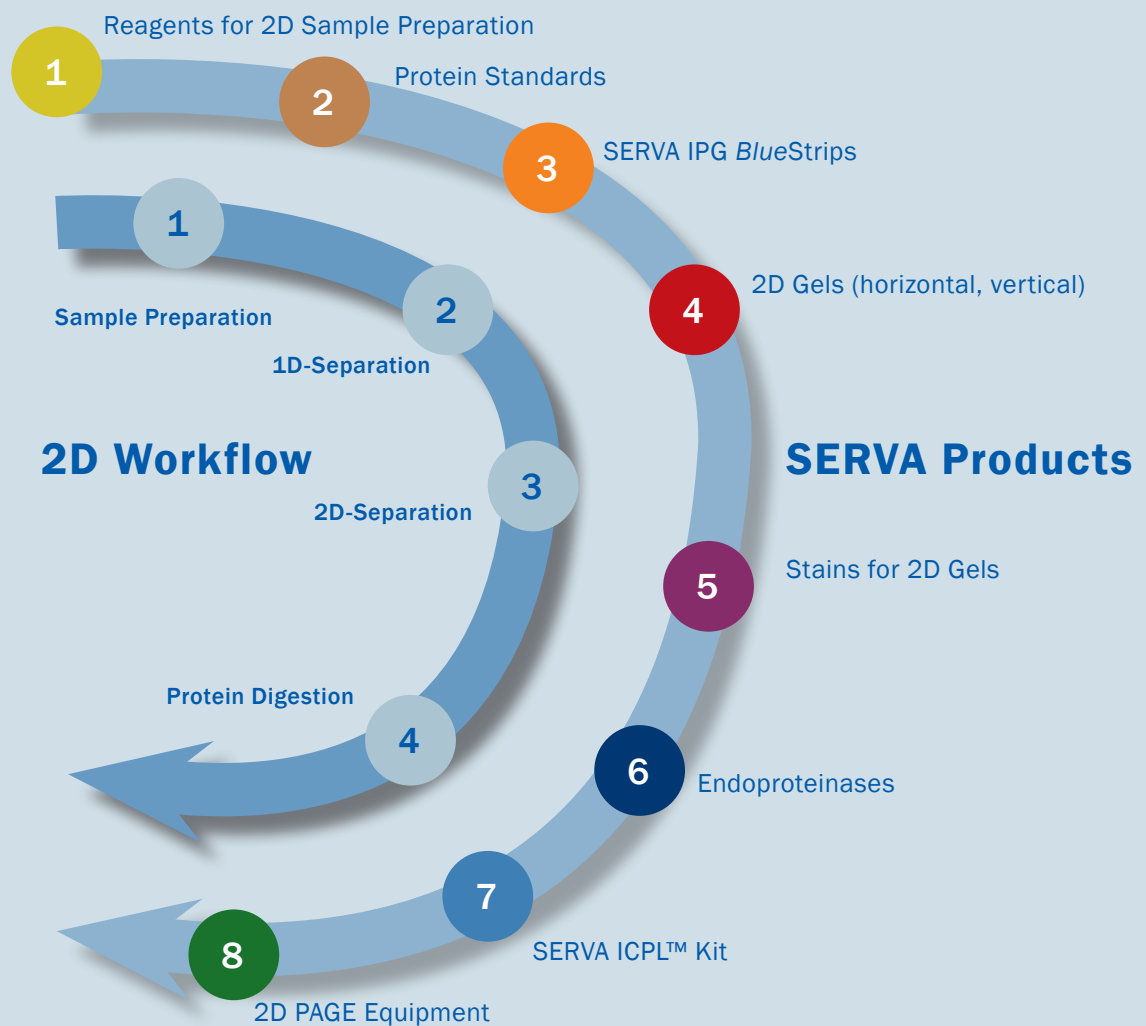 Reagents for 2D Sample Preparation
1
2
Protein Standards
3
SERVA IPG BlueStrips
1
2
4
2D Gels (horizontal, vertical)
Sample Preparation
1D-Separation
2D Workflow
SERVA Products
3
2D-Separation
5
Stains for 2D Gels
Protein Digestion
4
6
Endoproteinases
7
SERVA ICPL™ Kit
8
2D PAGE Equipment